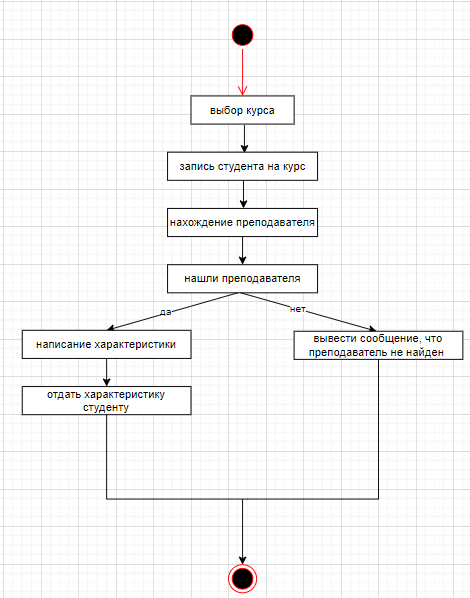 выбор курса
запись студента на курс
нахождение преподавателя
нашли преподавателя
да
нет
написание характеристики
вывести сообщение, что
преподаватель не найден
отдать характеристику
студенту